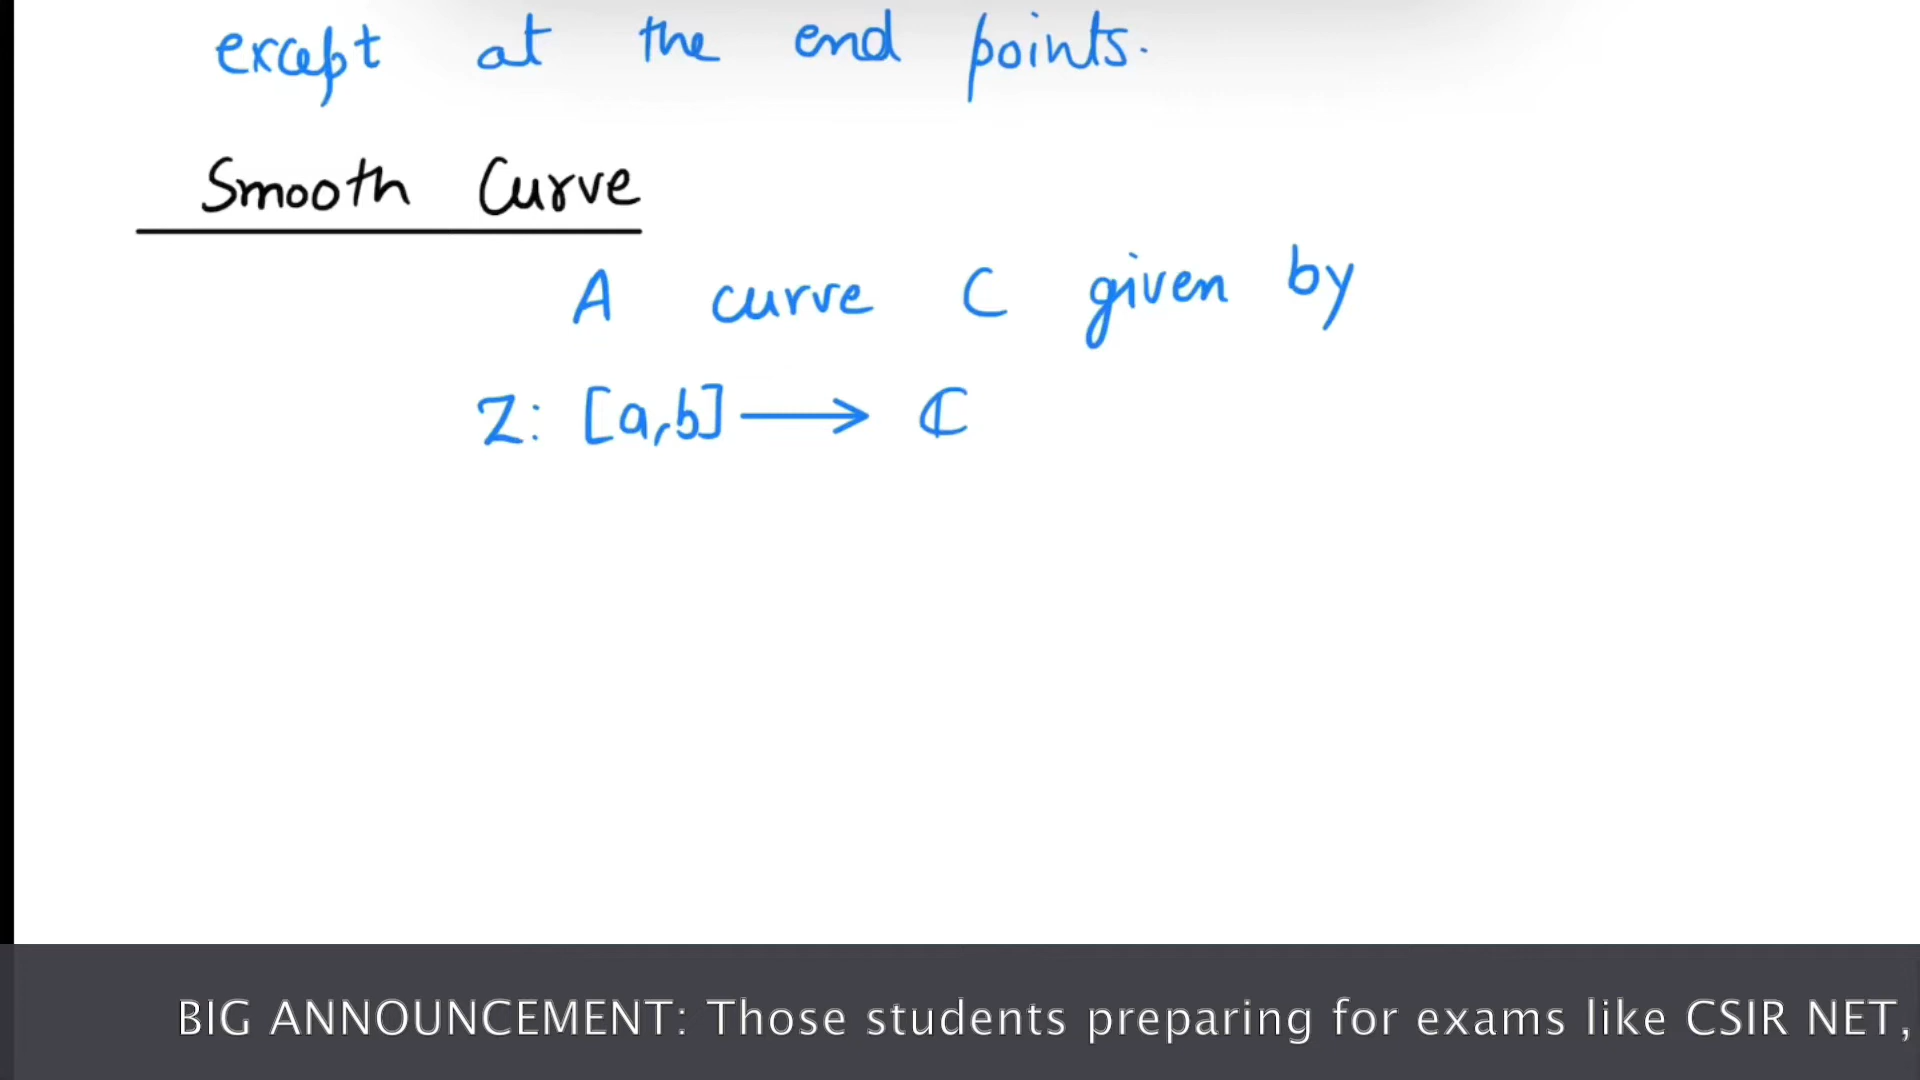 except at the end points.
Smooth Curve
A curve C given by
Z: [a,b] ⟶ ℂ
BIG ANNOUNCEMENT: Those students preparing for exams like CSIR NET,